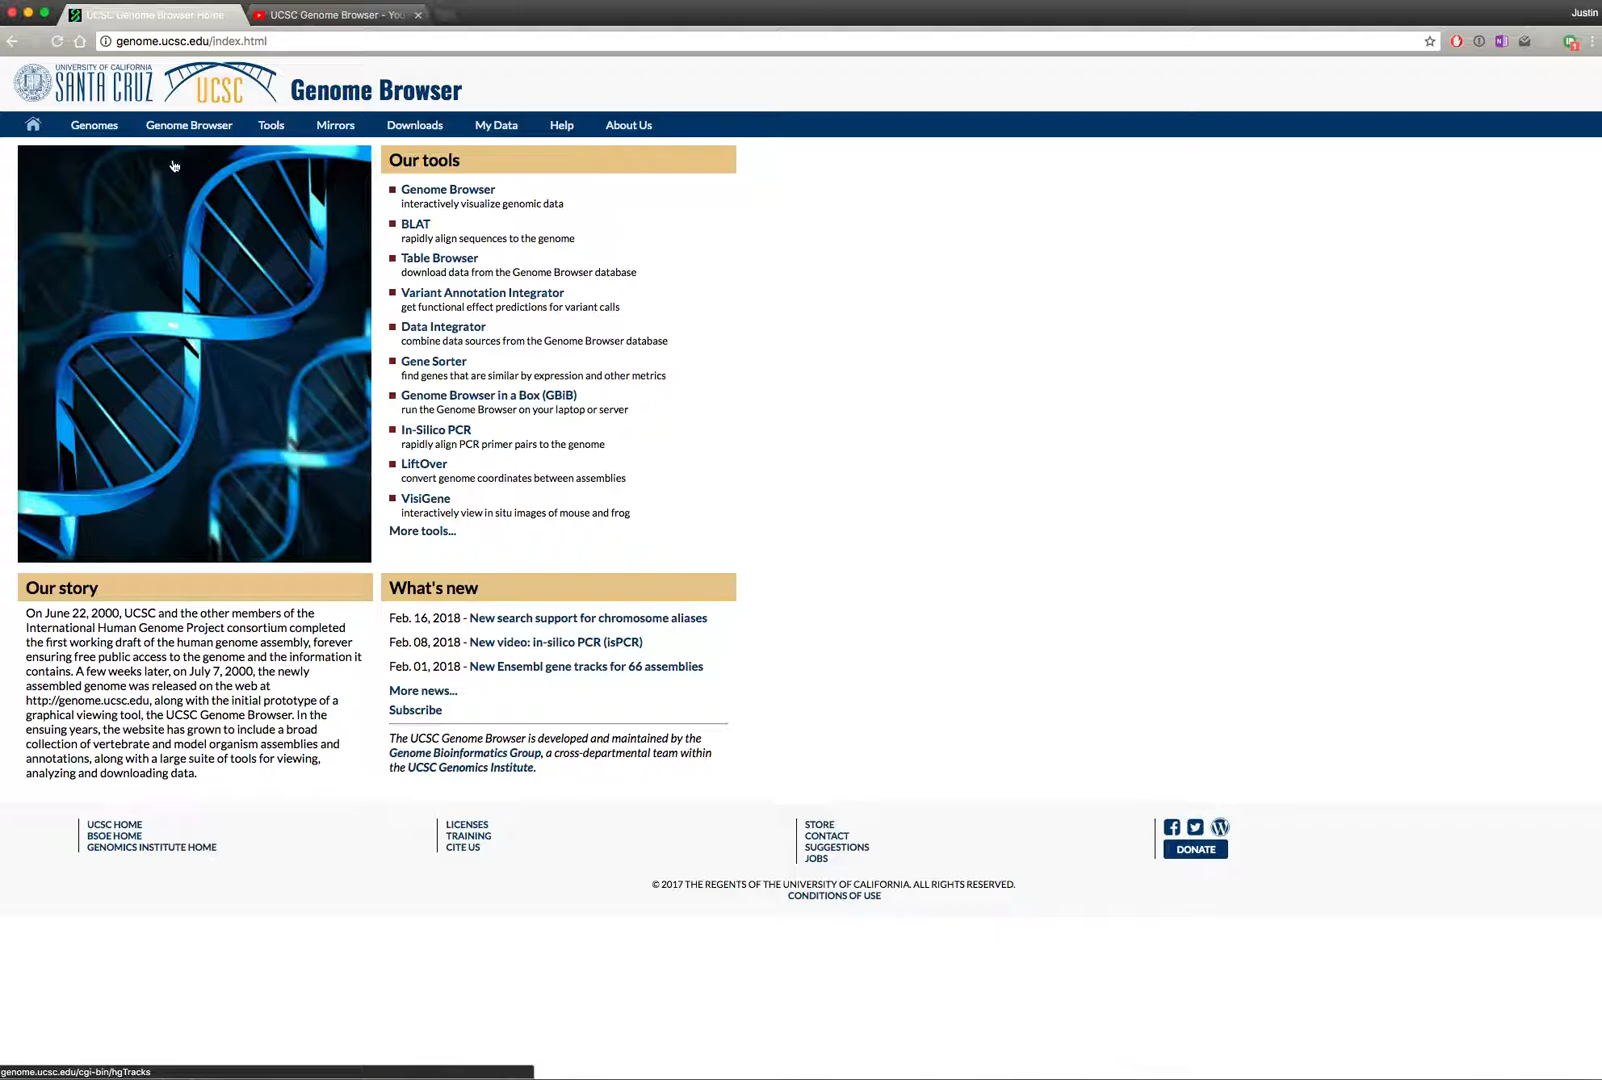 UCSC Genome Browser Home
UCSC Genome Browser - You
Justin
genome.ucsc.edu/index.html
UNIVERSITY OF CALIFORNIA
SANTA CRUZ
UCSC
Genome Browser
Genomes
Genome Browser
Tools
Mirrors
Downloads
My Data
Help
About Us
Our tools
Genome Browser
interactively visualize genomic data
BLAT
rapidly align sequences to the genome
Table Browser
download data from the Genome Browser database
Variant Annotation Integrator
get functional effect predictions for variant calls
Data Integrator
combine data sources from the Genome Browser database
Gene Sorter
find genes that are similar by expression and other metrics
Genome Browser in a Box (GBiB)
run the Genome Browser on your laptop or server
In-Silico PCR
rapidly align PCR primer pairs to the genome
LiftOver
convert genome coordinates between assemblies
VisiGene
interactively view in situ images of mouse and frog
More tools...
Our story
On June 22, 2000, UCSC and the other members of the
International Human Genome Project consortium completed
the first working draft of the human genome assembly, forever
ensuring free public access to the genome and the information it
contains. A few weeks later, on July 7, 2000, the newly
assembled genome was released on the web at
http://genome.ucsc.edu, along with the initial prototype of a
graphical viewing tool, the UCSC Genome Browser. In the
ensuing years, the website has grown to include a broad
collection of vertebrate and model organism assemblies and
annotations, along with a large suite of tools for viewing,
analyzing and downloading data.
What's new
Feb. 16, 2018 - New search support for chromosome aliases
Feb. 08, 2018 - New video: in-silico PCR (isPCR)
Feb. 01, 2018 - New Ensembl gene tracks for 66 assemblies
More news...
Subscribe
The UCSC Genome Browser is developed and maintained by the
Genome Bioinformatics Group, a cross-departmental team within
the UCSC Genomics Institute.
UCSC HOME
BSOE HOME
GENOMICS INSTITUTE HOME
LICENSES
TRAINING
CITE US
STORE
CONTACT
SUGGESTIONS
JOBS
DONATE
© 2017 THE REGENTS OF THE UNIVERSITY OF CALIFORNIA. ALL RIGHTS RESERVED.
CONDITIONS OF USE
genome.ucsc.edu/cgi-bin/hgTracks